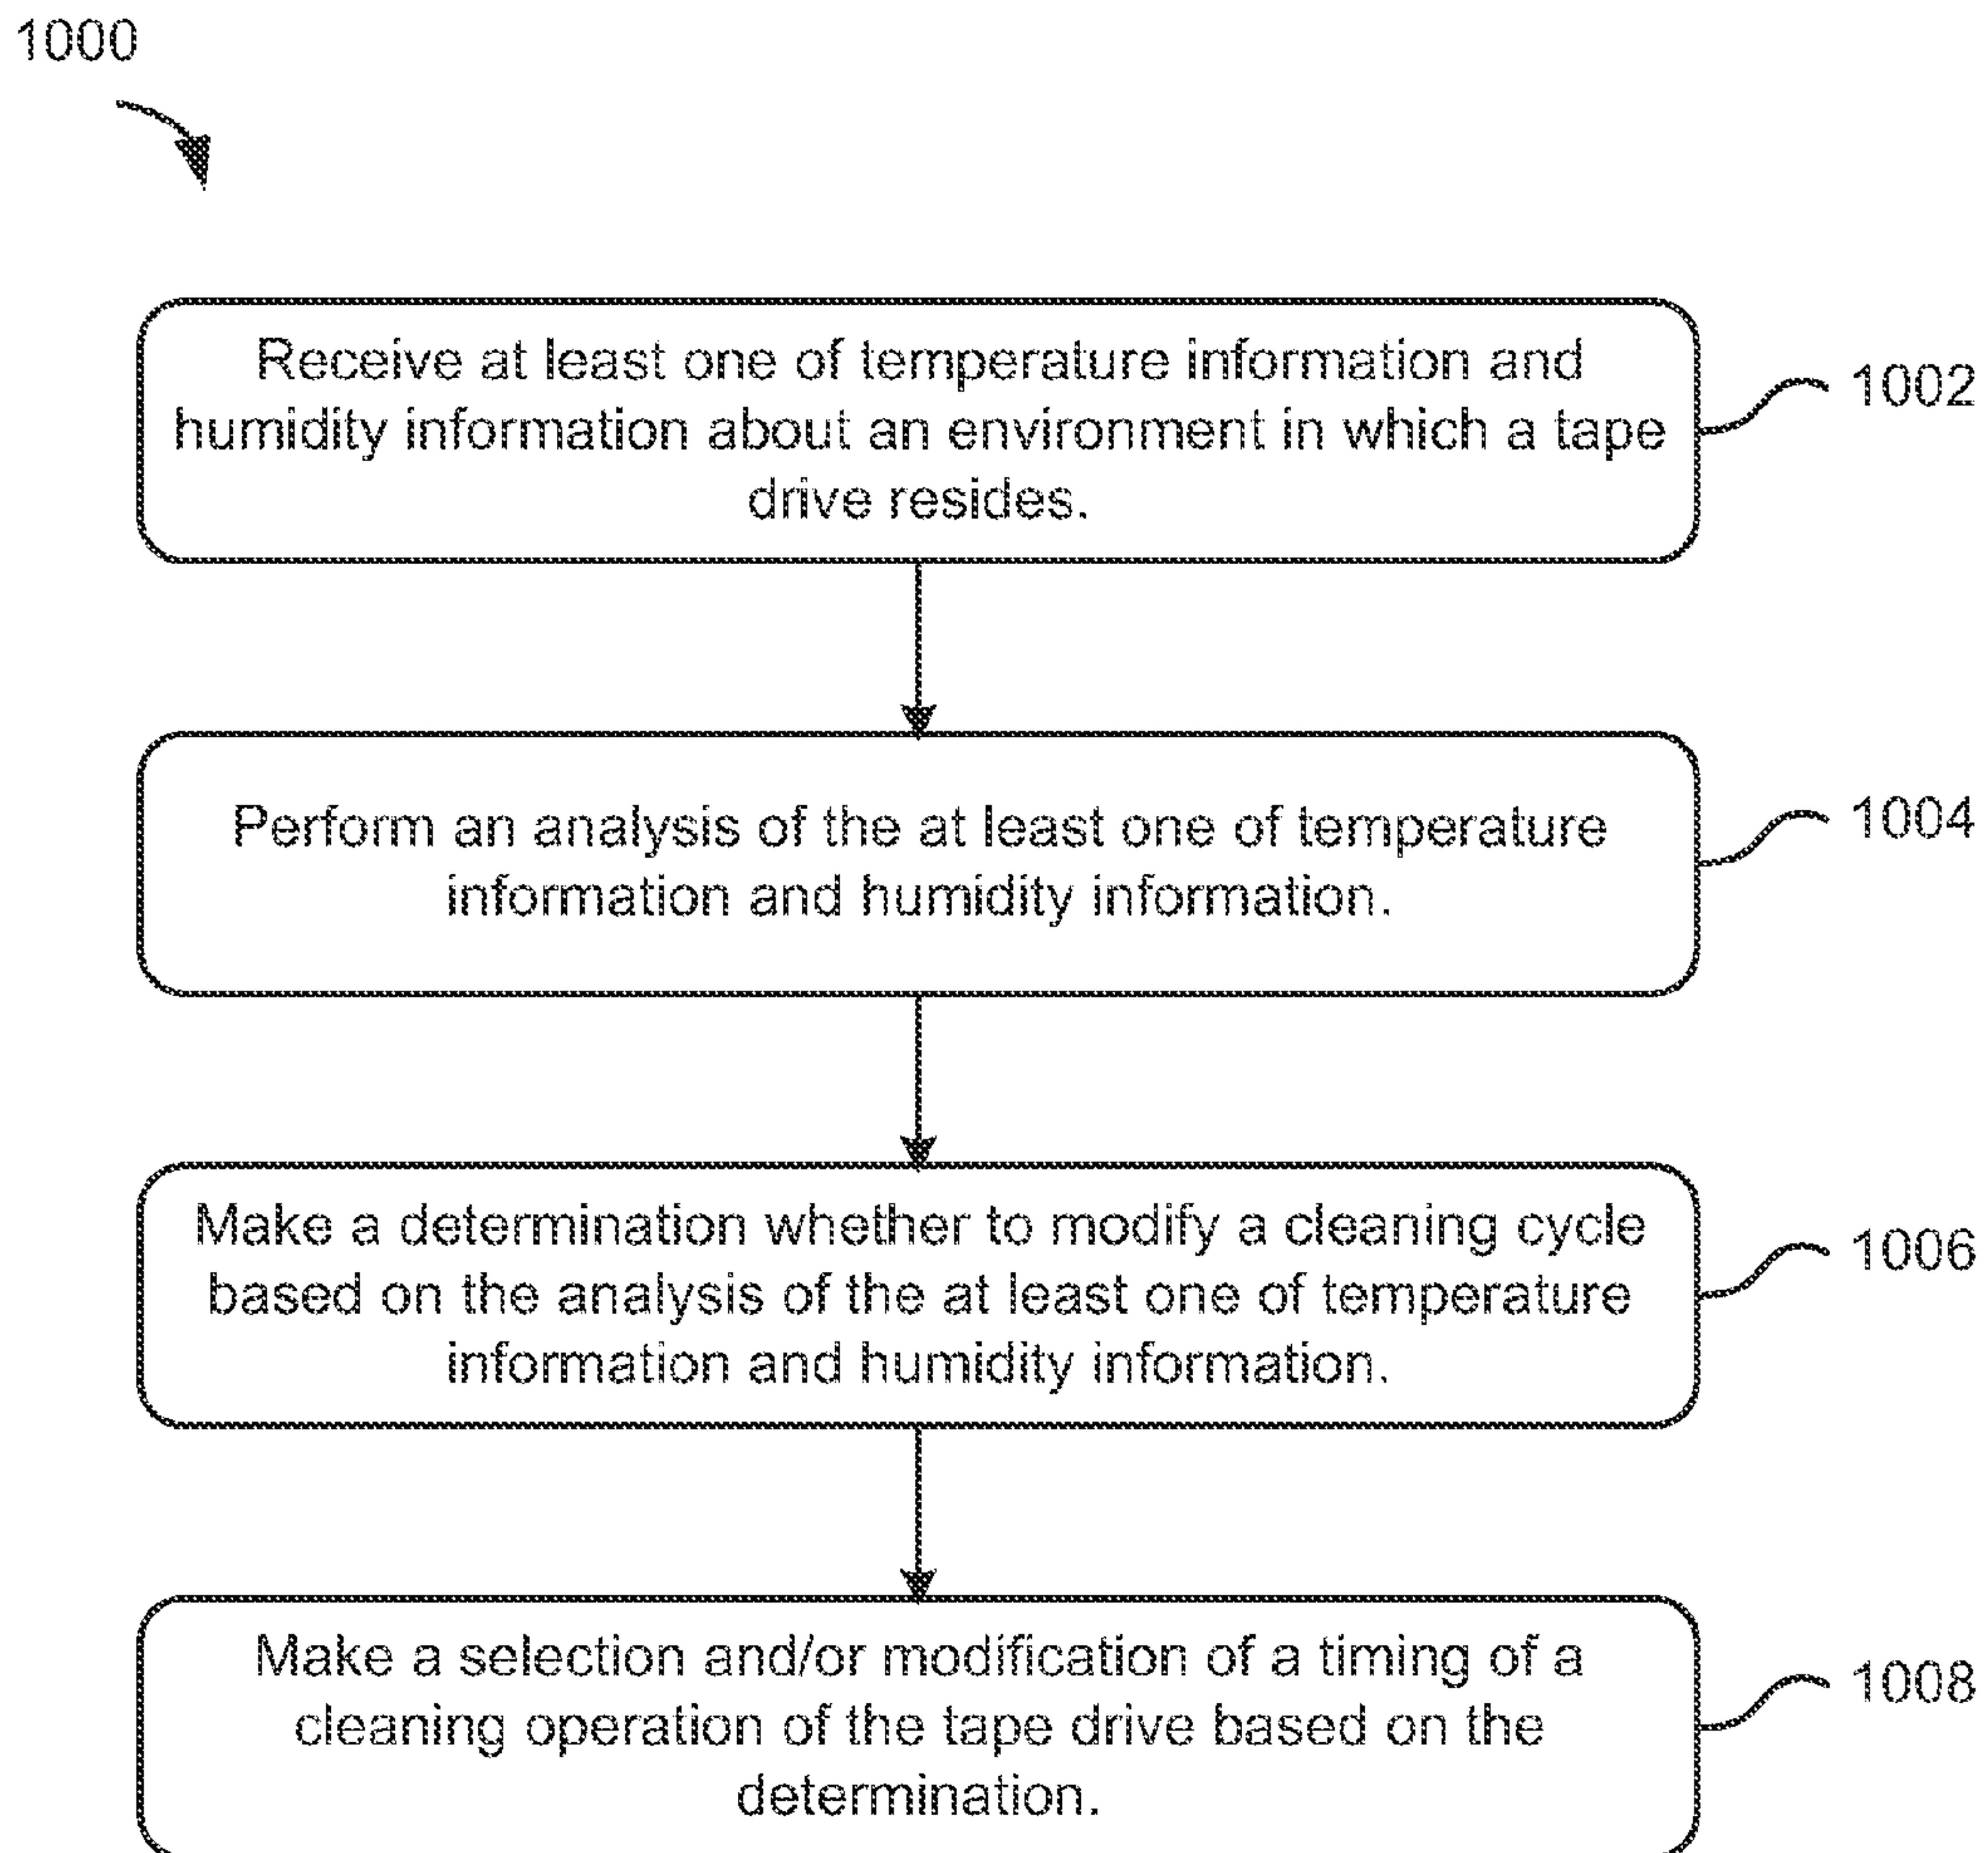 1000
Receive at least one of temperature information and
humidity information about an environment in which a tape
drive resides.
1002
Perform an analysis of the at least one of temperature
information and humidity information.
1004
Make a determination whether to modify a cleaning cycle
based on the analysis of the at least one of temperature
information and humidity information.
1006
Make a selection and/or modification of a timing of a
cleaning operation of the tape drive based on the
determination.
1008